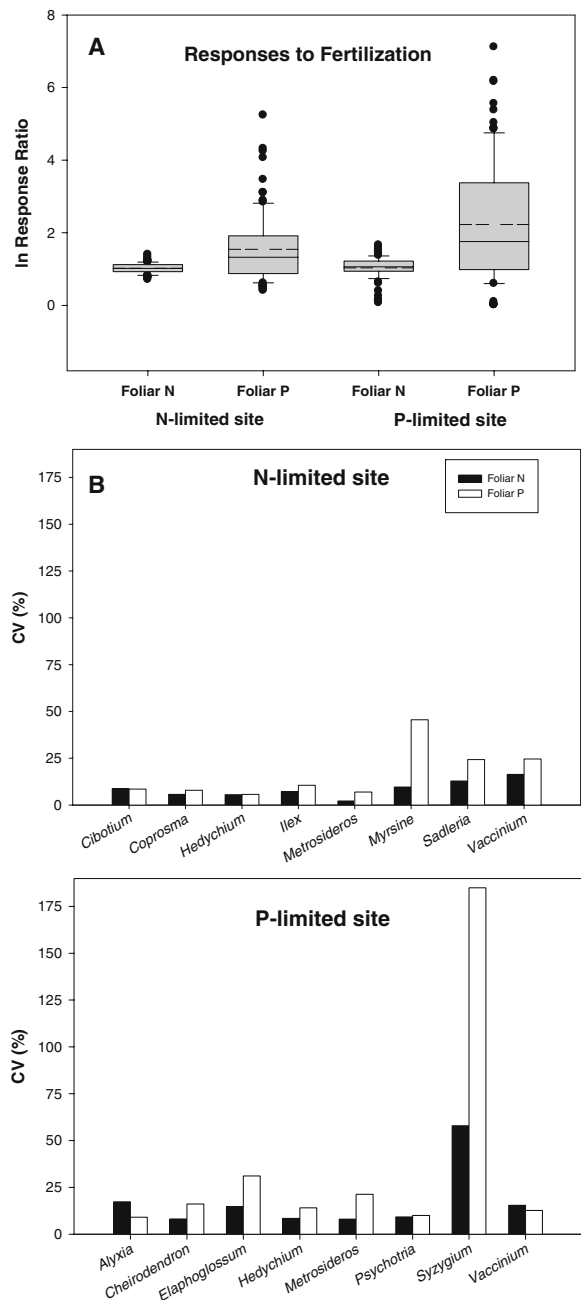 A
Responses to Fertilization
ln Response Ratio
8
6
4
2
0
Foliar N Foliar P Foliar N Foliar P
N-limited site P-limited site
B
N-limited site
Foliar N
Foliar P
CV (%)
175
150
125
100
75
50
25
0
Cibotium Coprosma Hedychium Ilex Metrosideros Myrsine Sadleria Vaccinium
P-limited site
CV (%)
175
150
125
100
75
50
25
0
Alyxia Cheirodendron Elaphoglossum Hedychium Metrosideros Psychotria Syzygium Vaccinium